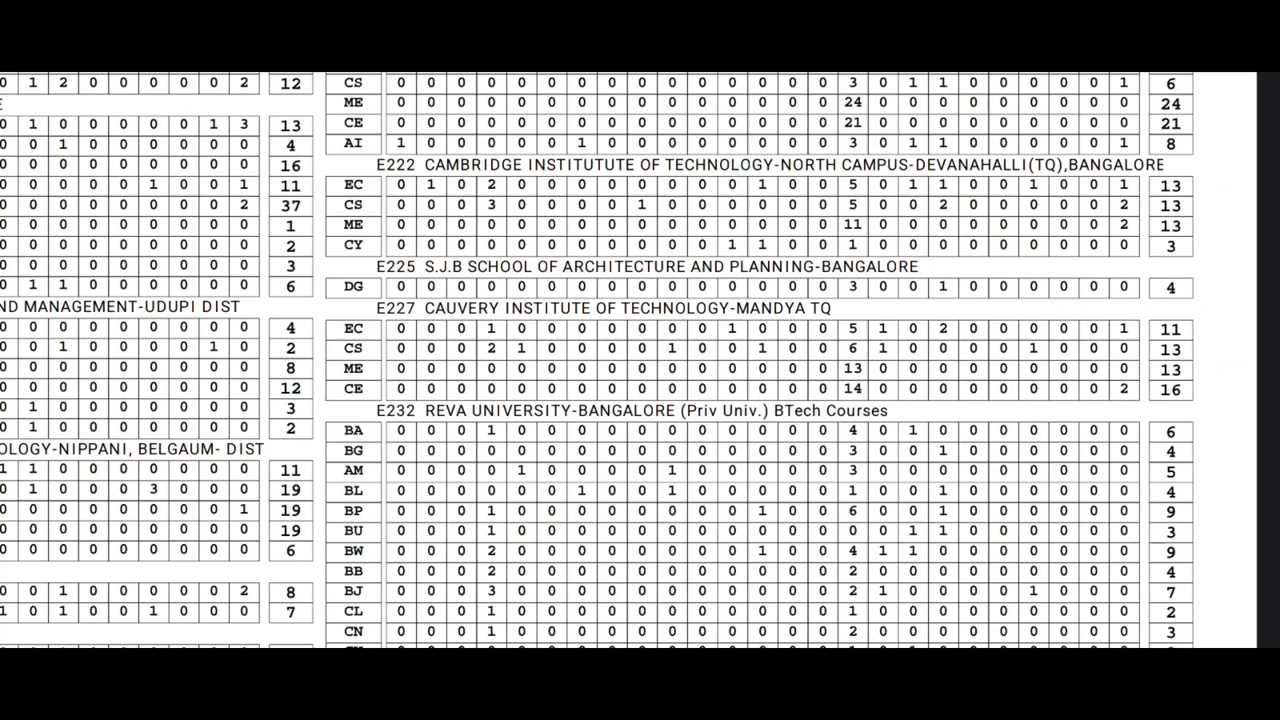 0 1 2 0 0 0 0 0 2 12
E
0 1 0 0 0 0 0 1 3 13
0 0 1 0 0 0 0 0 0 4
0 0 0 0 0 0 0 0 0 16
0 0 0 0 0 1 0 0 1 11
0 0 0 0 0 0 0 0 2 37
0 0 0 0 0 0 0 0 0 1
0 0 0 0 0 0 0 0 0 2
0 0 0 0 0 0 0 0 0 3
0 1 1 0 0 0 0 0 0 6
ND MANAGEMENT-UDUPI DIST
0 0 0 0 0 0 0 0 0 4
0 0 1 0 0 0 0 1 0 2
0 0 0 0 0 0 0 0 0 8
0 0 0 0 0 0 0 0 0 12
0 1 0 0 0 0 0 0 0 3
0 1 0 0 0 0 0 0 0 2
OLOGY-NIPPANI, BELGAUM- DIST
1 1 0 0 0 0 0 0 0 11
0 1 0 0 0 3 0 0 0 19
0 0 0 0 0 0 0 0 1 19
0 0 0 0 0 0 0 0 0 19
0 0 0 0 0 0 0 0 0 6
0 0 1 0 0 0 0 0 2 8
1 0 1 0 0 1 0 0 0 7
CS 0 0 0 0 0 0 0 0 0 0 0 0 0 0 0 3 0 1 1 0 0 0 0 0 1 6
ME 0 0 0 0 0 0 0 0 0 0 0 0 0 0 0 24 0 0 0 0 0 0 0 0 0 24
CE 0 0 0 0 0 0 0 0 0 0 0 0 0 0 0 21 0 0 0 0 0 0 0 0 0 21
AI 1 0 0 0 0 0 1 0 0 0 0 0 0 0 0 3 0 1 1 0 0 0 0 0 1 8
E222 CAMBRIDGE INSTITUTUTE OF TECHNOLOGY-NORTH CAMPUS-DEVANAHALLI(TQ),BANGALORE
EC 0 1 0 2 0 0 0 0 0 0 0 0 1 0 0 5 0 1 1 0 0 1 0 0 1 13
CS 0 0 0 3 0 0 0 0 1 0 0 0 0 0 0 5 0 0 2 0 0 0 0 0 2 13
ME 0 0 0 0 0 0 0 0 0 0 0 0 0 0 0 11 0 0 0 0 0 0 0 0 2 13
CY 0 0 0 0 0 0 0 0 0 0 0 1 1 0 0 1 0 0 0 0 0 0 0 0 0 3
E225 S.J.B SCHOOL OF ARCHITECTURE AND PLANNING-BANGALORE
DG 0 0 0 0 0 0 0 0 0 0 0 0 0 0 0 3 0 0 1 0 0 0 0 0 0 4
E227 CAUVERY INSTITUTE OF TECHNOLOGY-MANDYA TQ
EC 0 0 0 1 0 0 0 0 0 0 0 1 0 0 0 5 1 0 2 0 0 0 0 0 1 11
CS 0 0 0 2 1 0 0 0 0 1 0 0 1 0 0 6 1 0 0 0 0 1 0 0 0 13
ME 0 0 0 0 0 0 0 0 0 0 0 0 0 0 0 13 0 0 0 0 0 0 0 0 0 13
CE 0 0 0 0 0 0 0 0 0 0 0 0 0 0 0 14 0 0 0 0 0 0 0 0 2 16
E232 REVA UNIVERSITY-BANGALORE (Priv Univ.) BTech Courses
BA 0 0 0 1 0 0 0 0 0 0 0 0 0 0 0 4 0 1 0 0 0 0 0 0 0 6
BG 0 0 0 0 0 0 0 0 0 0 0 0 0 0 0 3 0 0 1 0 0 0 0 0 0 4
AM 0 0 0 0 1 0 0 0 0 1 0 0 0 0 0 3 0 0 0 0 0 0 0 0 0 5
BL 0 0 0 0 0 0 1 0 0 1 0 0 0 0 0 1 0 0 1 0 0 0 0 0 0 4
BP 0 0 0 1 0 0 0 0 0 0 0 0 1 0 0 6 0 0 1 0 0 0 0 0 0 9
BU 0 0 0 1 0 0 0 0 0 0 0 0 0 0 0 0 0 1 1 0 0 0 0 0 0 3
BW 0 0 0 2 0 0 0 0 0 0 0 0 1 0 0 4 1 1 0 0 0 0 0 0 0 9
BB 0 0 0 2 0 0 0 0 0 0 0 0 0 0 0 2 0 0 0 0 0 0 0 0 0 4
BJ 0 0 0 3 0 0 0 0 0 0 0 0 0 0 0 2 1 0 0 0 0 1 0 0 0 7
CL 0 0 0 1 0 0 0 0 0 0 0 0 0 0 0 1 0 0 0 0 0 0 0 0 0 2
CN 0 0 0 1 0 0 0 0 0 0 0 0 0 0 0 2 0 0 0 0 0 0 0 0 0 3